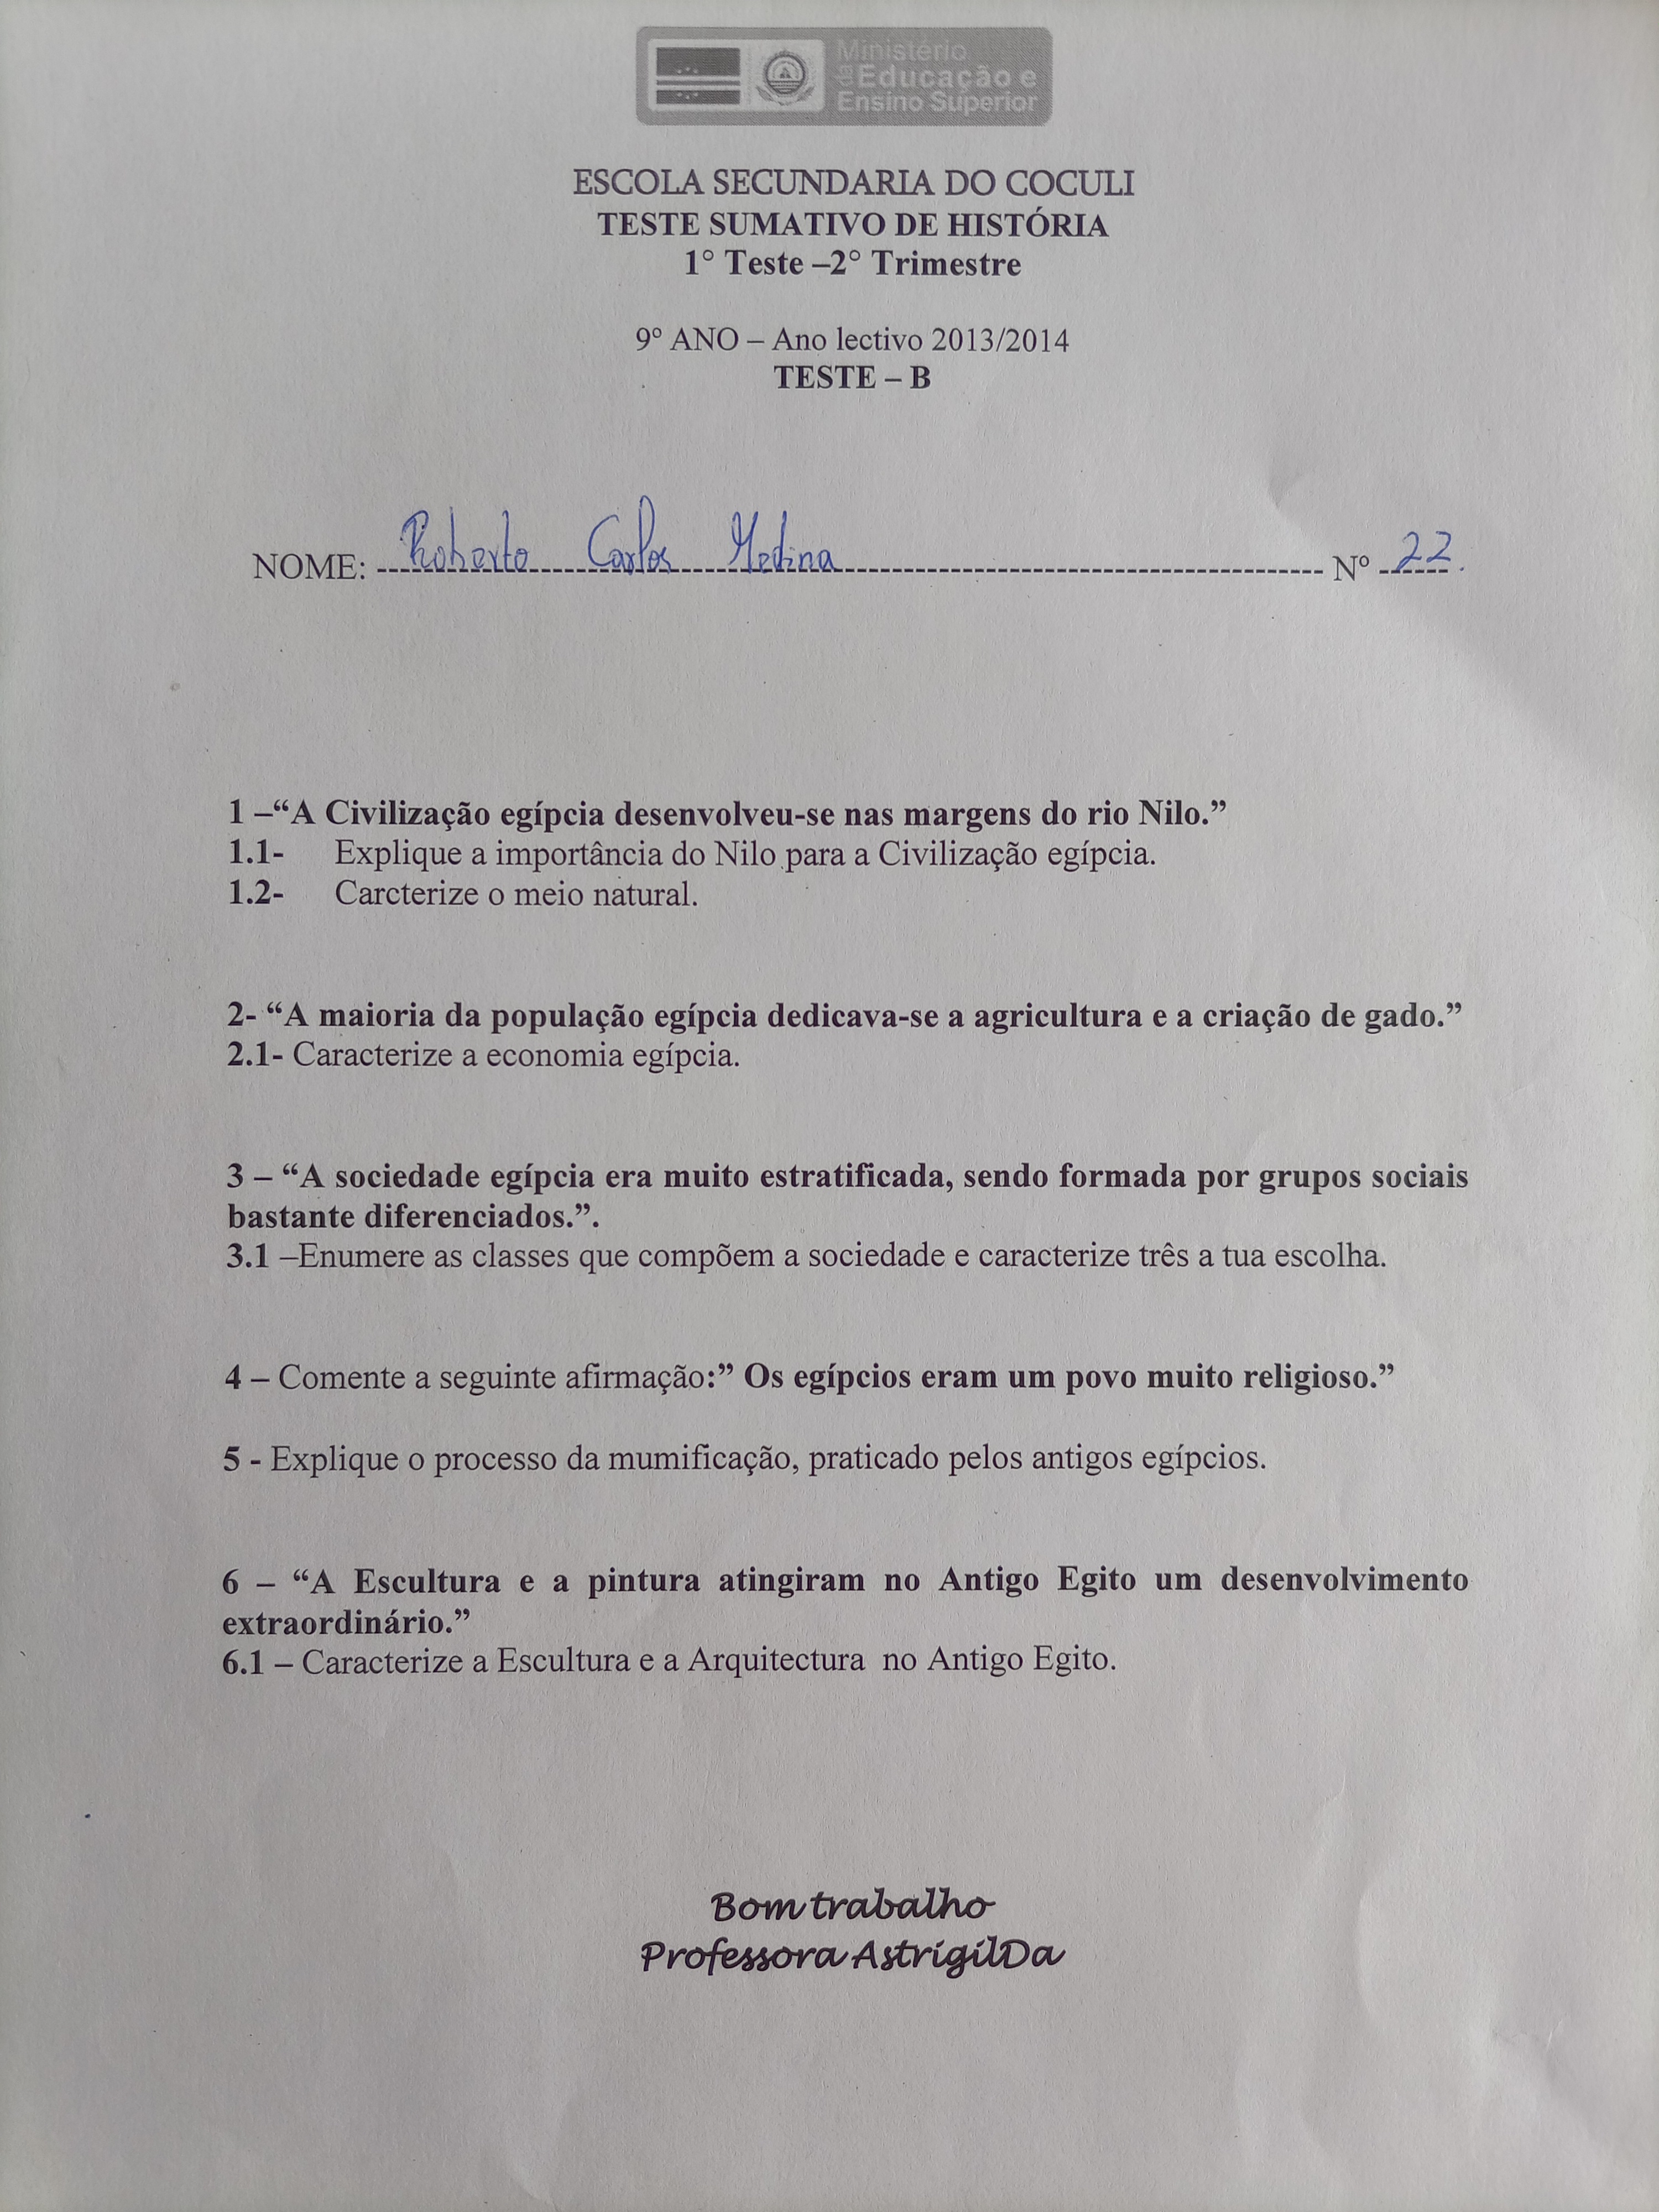 Ministério
da Educação e
Ensino Superior
ESCOLA SECUNDARIA DO COCULI
TESTE SUMATIVO DE HISTÓRIA
1° Teste –2° Trimestre
9º ANO – Ano lectivo 2013/2014
TESTE – B
NOME: Roberto Carlos Medina Nº 22.
1 –“A Civilização egípcia desenvolveu-se nas margens do rio Nilo.”
1.1- Explique a importância do Nilo para a Civilização egípcia.
1.2- Carcterize o meio natural.
2- “A maioria da população egípcia dedicava-se a agricultura e a criação de gado.”
2.1- Caracterize a economia egípcia.
3 – “A sociedade egípcia era muito estratificada, sendo formada por grupos sociais
bastante diferenciados.”.
3.1 –Enumere as classes que compõem a sociedade e caracterize três a tua escolha.
4 – Comente a seguinte afirmação:” Os egípcios eram um povo muito religioso.”
5 - Explique o processo da mumificação, praticado pelos antigos egípcios.
6 – “A Escultura e a pintura atingiram no Antigo Egito um desenvolvimento
extraordinário.”
6.1 – Caracterize a Escultura e a Arquitectura no Antigo Egito.
Bom trabalho
Professora AstrigilDa